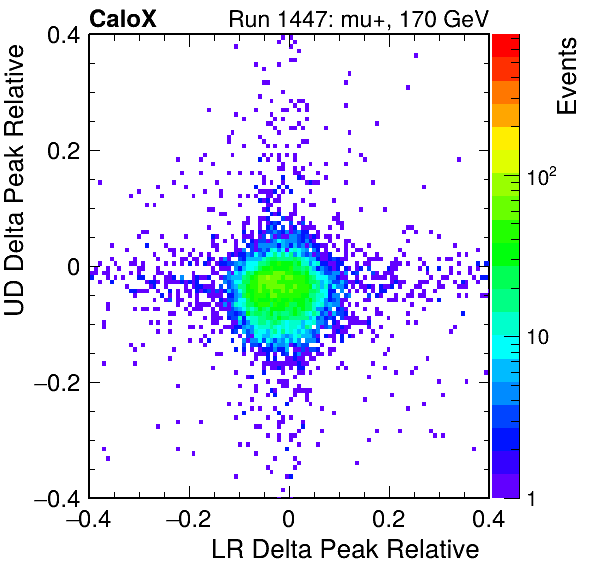 CaloX Run 1447: mu+, 170 GeV
Events
UD Delta Peak Relative
0.4
0.2
0
−0.2
−0.4
10²
10
1
−0.4 −0.2 0 0.2 0.4
LR Delta Peak Relative